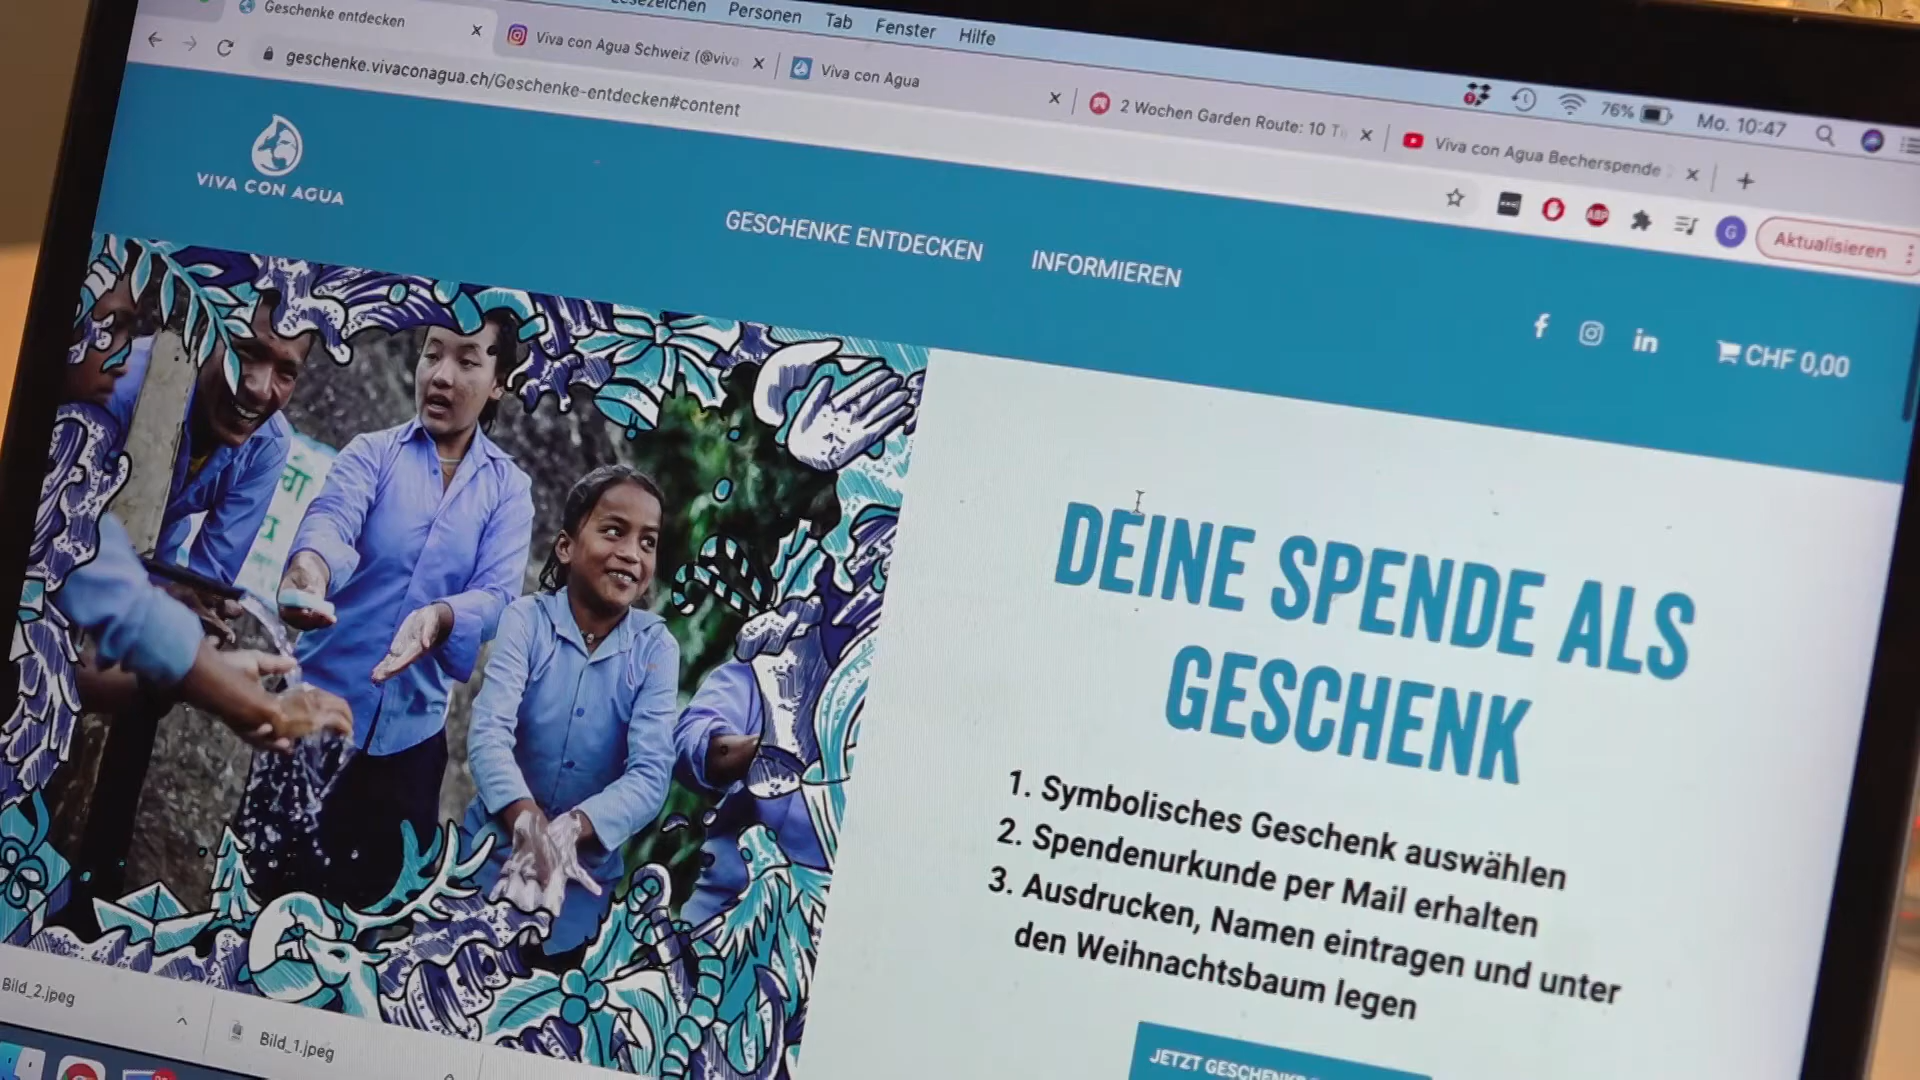 Personen Tab Fenster Hilfe
76% Mo. 10:47
Geschenke entdecken
Viva con Agua Schweiz (@viva
Viva con Agua
2 Wochen Garden Route: 10
Viva con Agua Becherspende
geschenke.vivaconagua.ch/Geschenke-entdecken#content
ABP
G
Aktualisieren
VIVA CON AGUA
GESCHENKE ENTDECKEN
INFORMIEREN
CHF 0,00
DEINE SPENDE ALS
GESCHENK
1. Symbolisches Geschenk auswählen
2. Spendenurkunde per Mail erhalten
3. Ausdrucken, Namen eintragen und unter
den Weihnachtsbaum legen
JETZT
Bild_2.jpeg
Bild_1.jpeg